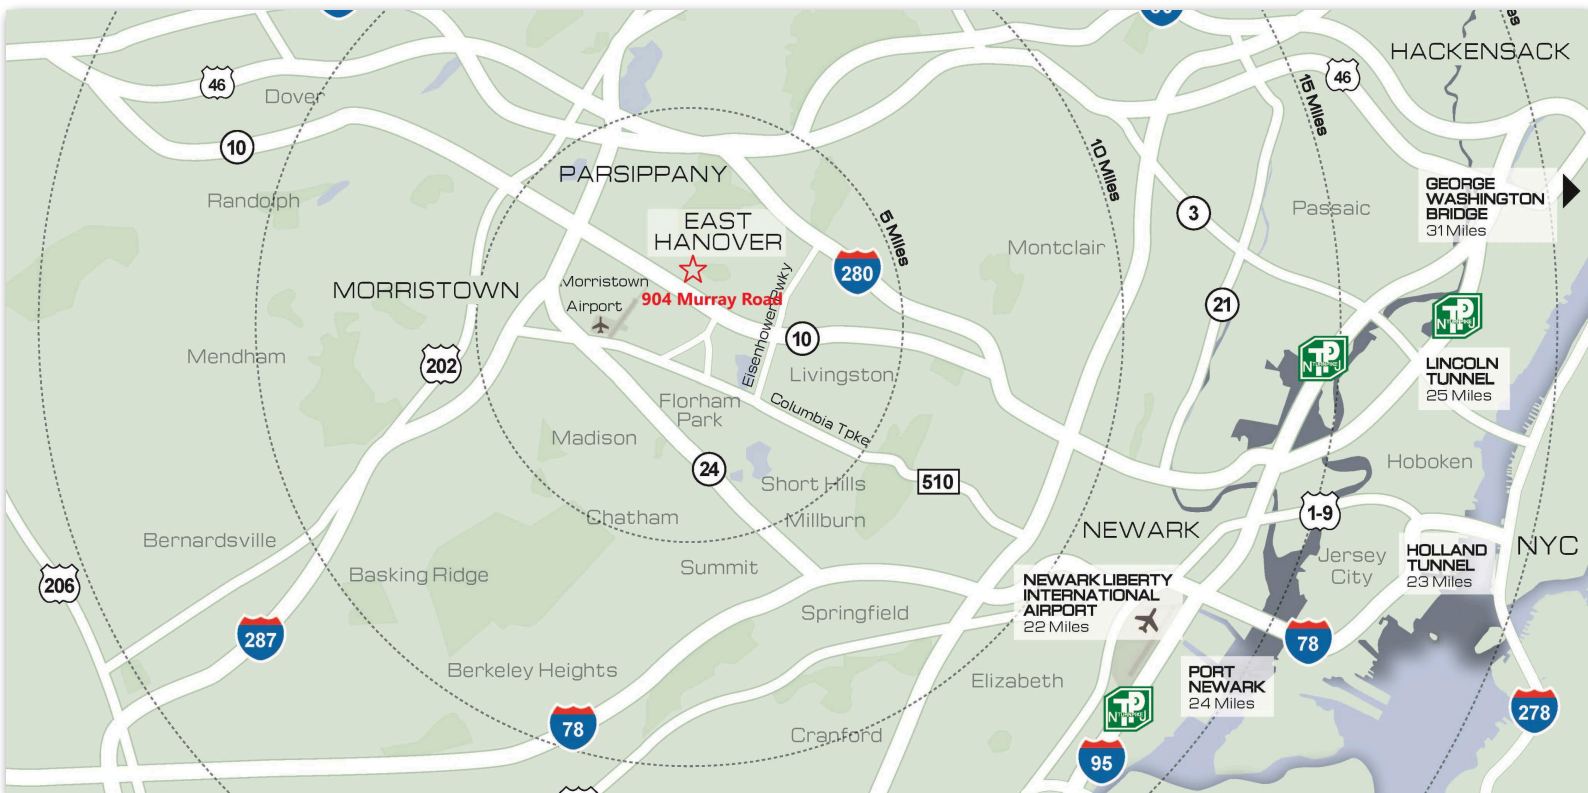 HACKENSACK
46
46
Dover
15 Miles
10
10 Miles
PARSIPPANY
GEORGE
WASHINGTON
BRIDGE
31 Miles
Randolph
Passaic
3
EAST
HANOVER
5 Miles
Montclair
280
Morristown
Airport
904 Murray Road
MORRISTOWN
21
Eisenhower Pwky
10
Mendham
202
LINCOLN
TUNNEL
25 Miles
Livingston
Florham
Park
Columbia Tpke
Madison
24
Hoboken
Short Hills
510
Chatham
Millburn
1-9
NEWARK
Bernardsville
NYC
HOLLAND
TUNNEL
23 Miles
Jersey
City
Summit
Basking Ridge
206
NEWARK LIBERTY
INTERNATIONAL
AIRPORT
22 Miles
Springfield
287
78
Berkeley Heights
Elizabeth
PORT
NEWARK
24 Miles
278
78
Cranford
95